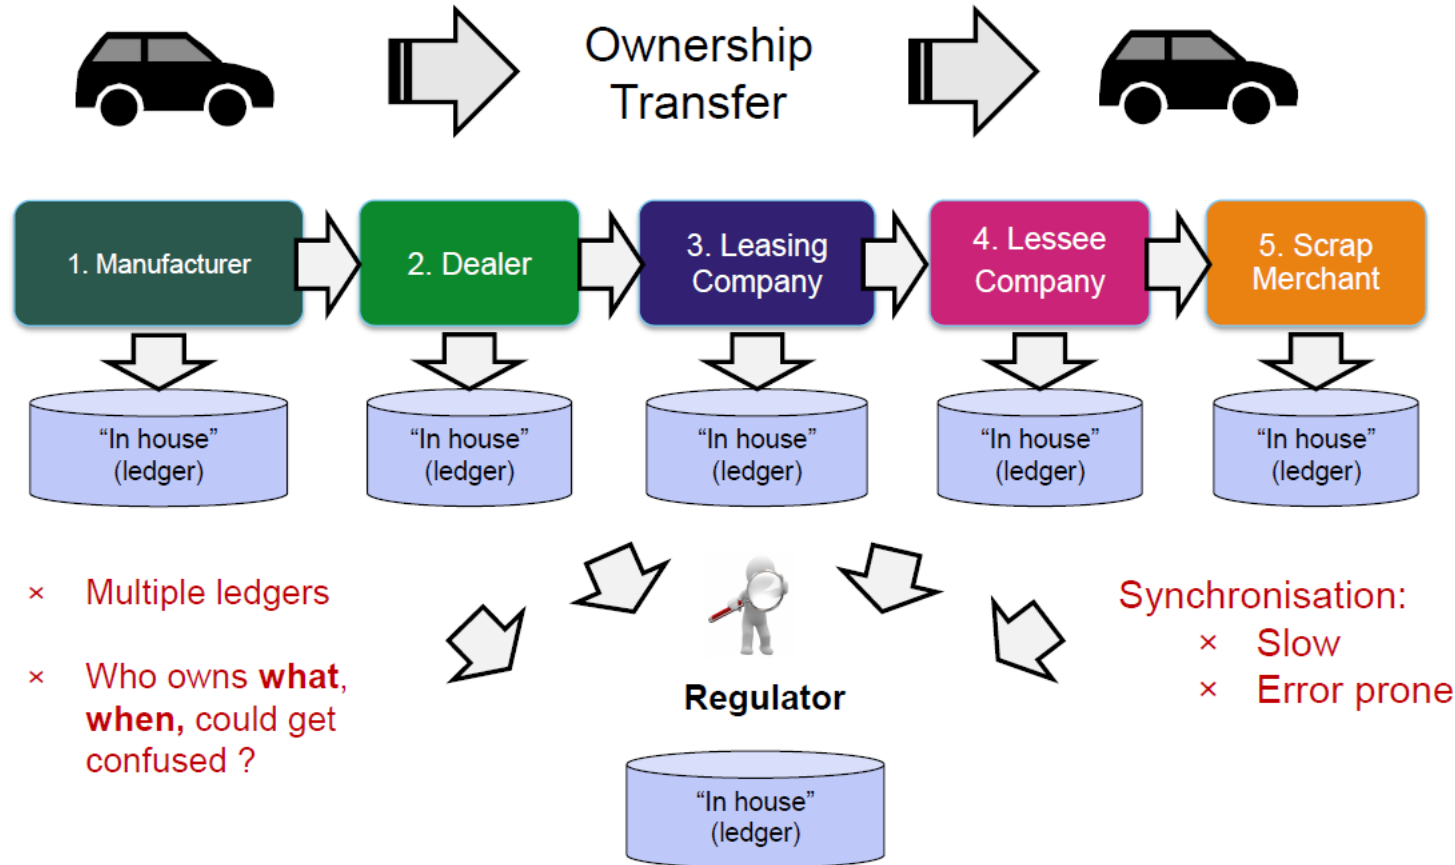 Ownership
Transfer
1. Manufacturer
2. Dealer
3. Leasing
Company
4. Lessee
Company
5. Scrap
Merchant
“In house”
(ledger)
“In house”
(ledger)
“In house”
(ledger)
“In house”
(ledger)
“In house”
(ledger)
× Multiple ledgers
× Who owns what,
when, could get
confused ?
Regulator
“In house”
(ledger)
Synchronisation:
× Slow
× Error prone